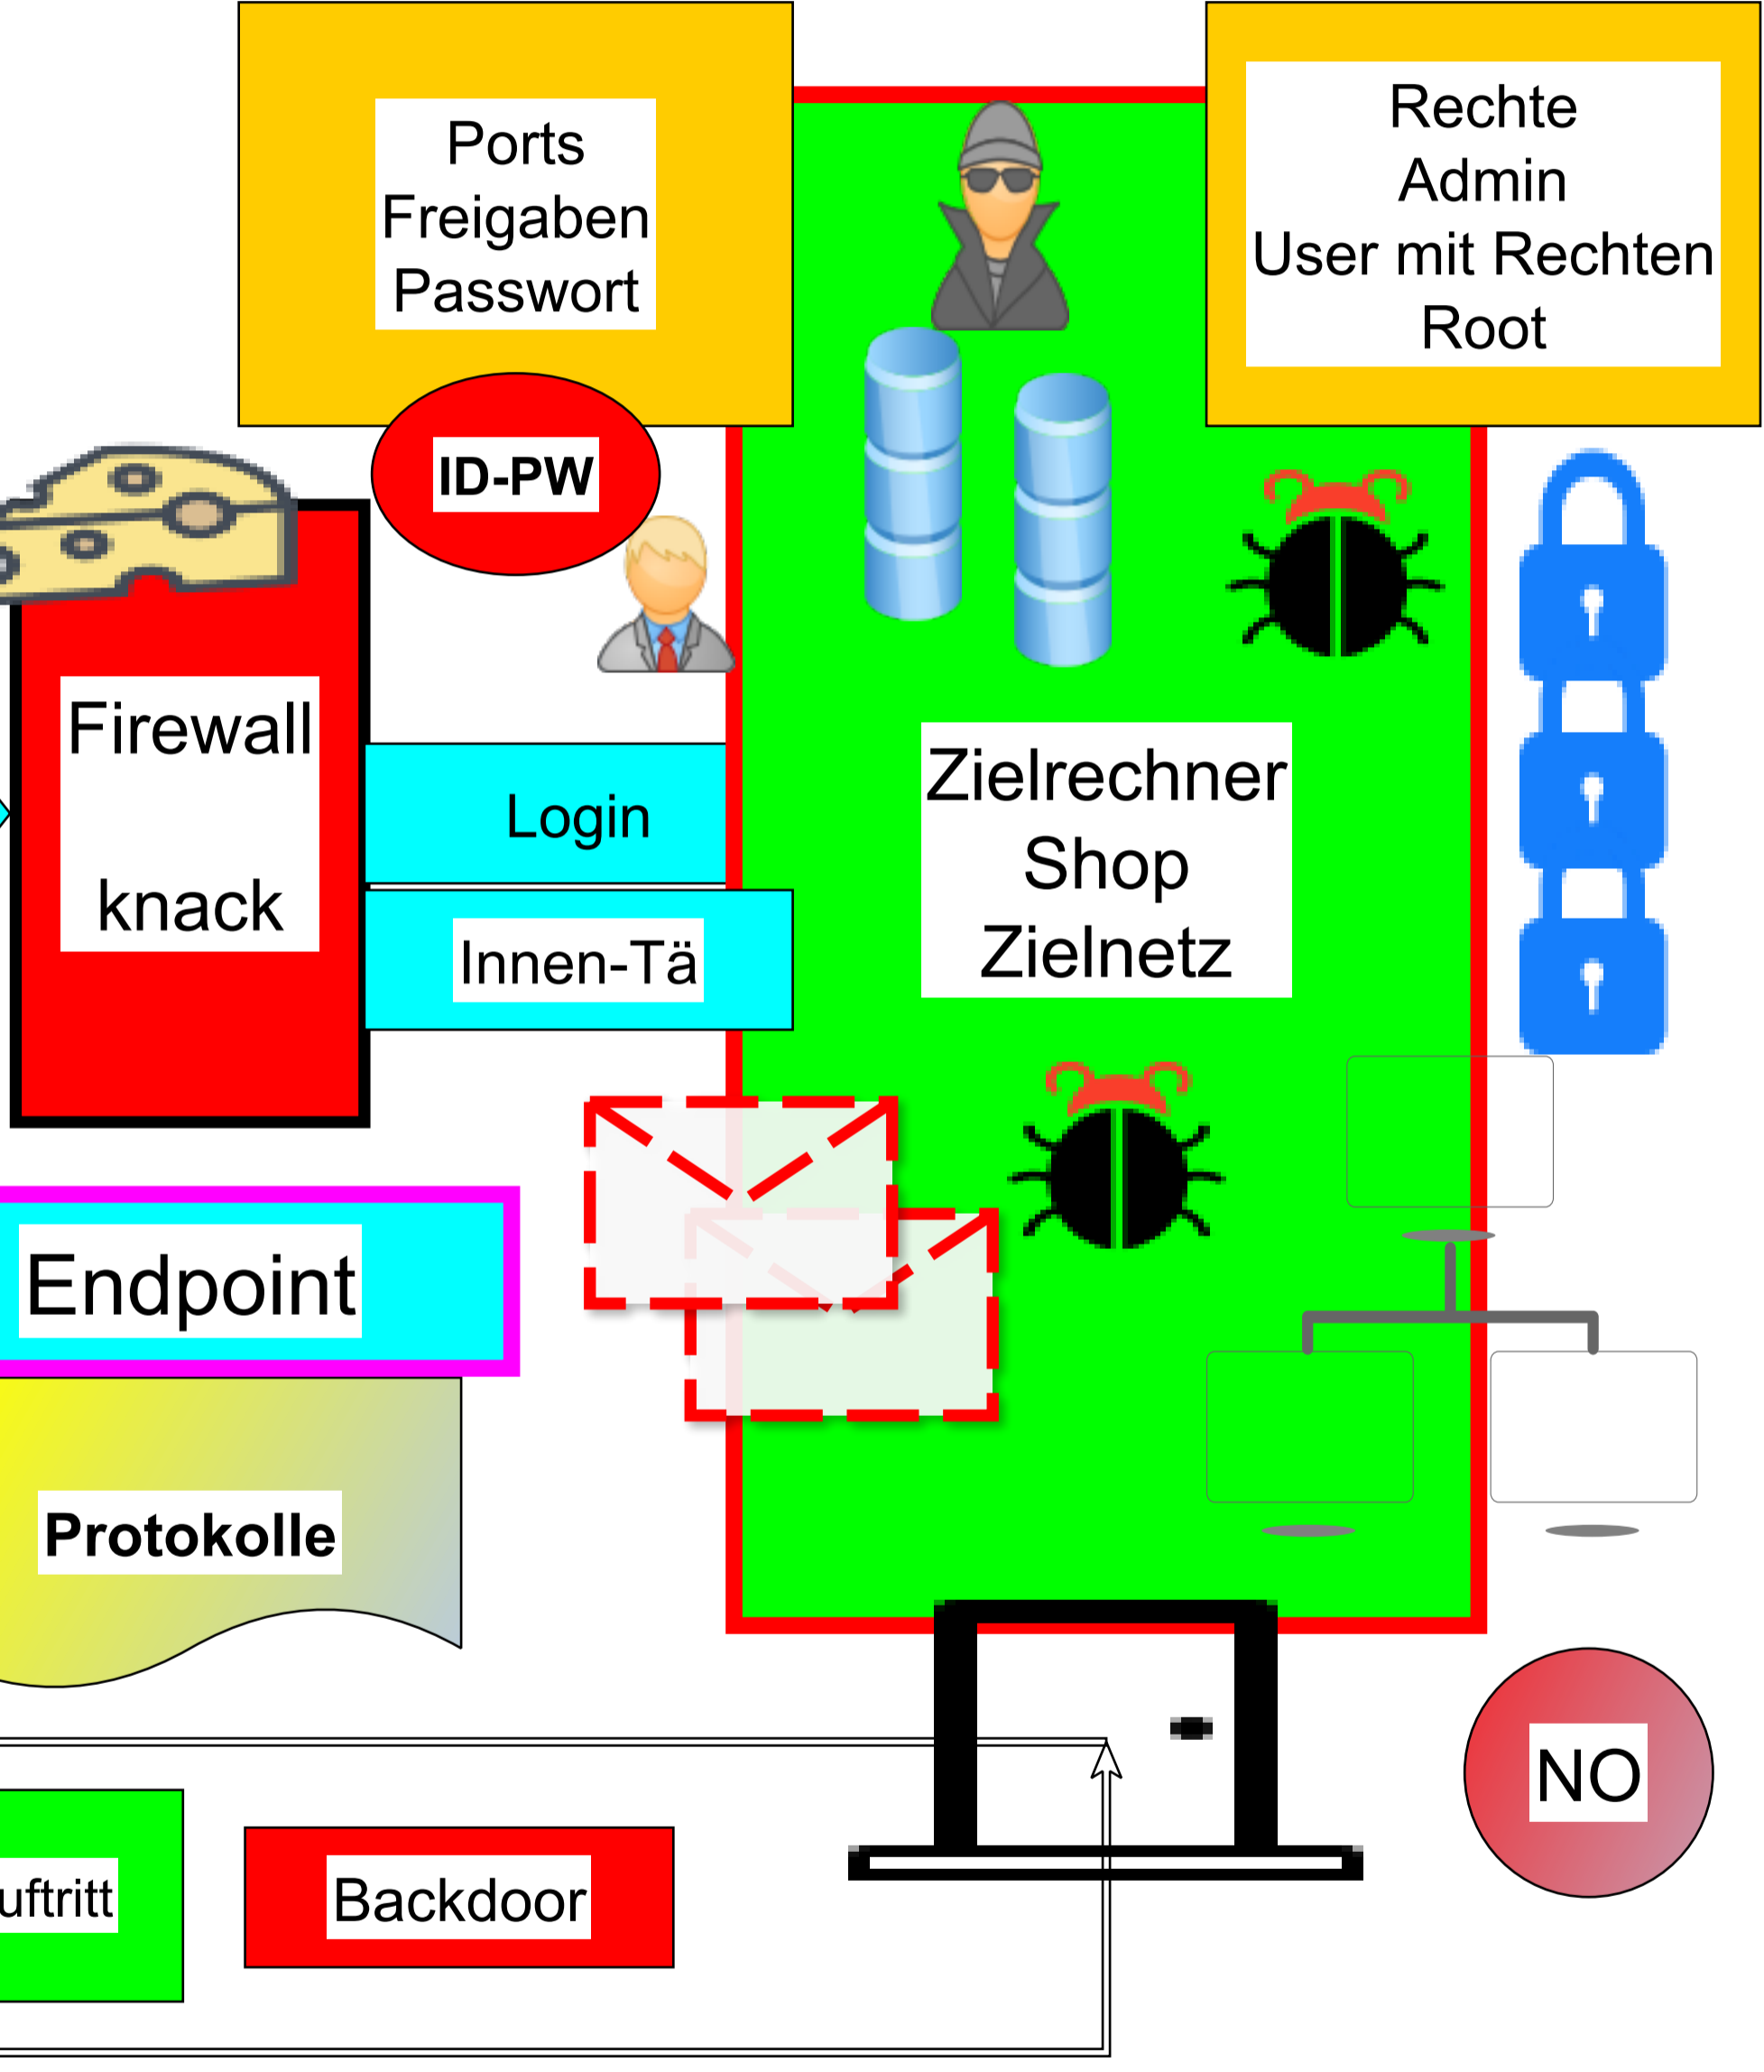 Ports
Freigaben
Passwort
Rechte
Admin
User mit Rechten
Root
ID-PW
Firewall
knack
Login
Innen-Tä
Zielrechner
Shop
Zielnetz
Endpoint
Protokolle
uftritt
Backdoor
NO